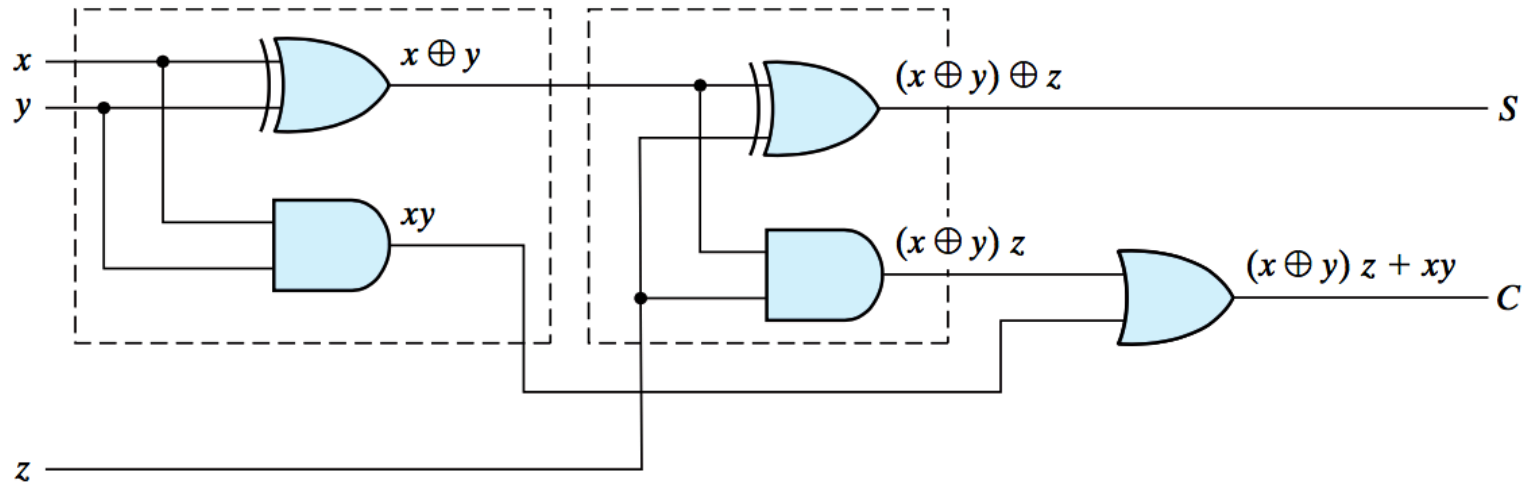 x
y
x ⊕ y
xy
(x ⊕ y) ⊕ z
S
(x ⊕ y) z
(x ⊕ y) z + xy
C
z